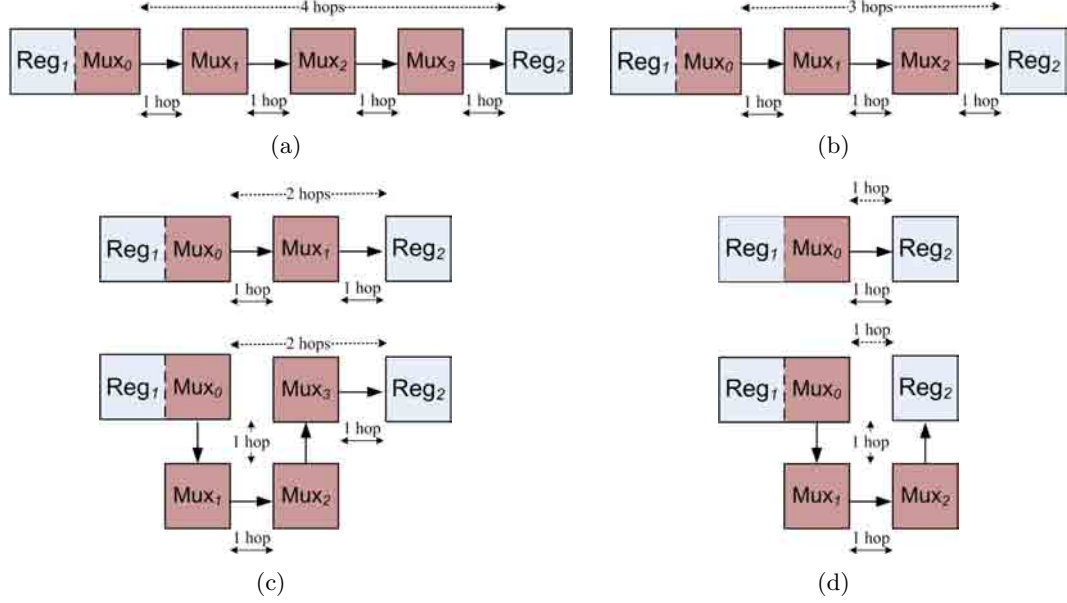 4 hops
Reg1 Mux0 Mux1 Mux2 Mux3 Reg2
1 hop 1 hop 1 hop 1 hop
(a)
3 hops
Reg1 Mux0 Mux1 Mux2 Reg2
1 hop 1 hop 1 hop
(b)
2 hops
Reg1 Mux0 Mux1 Reg2
1 hop 1 hop
2 hops
Reg1 Mux0 Mux3 Reg2
1 hop 1 hop
Mux1 Mux2
1 hop
(c)
1 hop
Reg1 Mux0 Reg2
1 hop
1 hop
Reg1 Mux0 Reg2
1 hop
Mux1 Mux2
1 hop
(d)